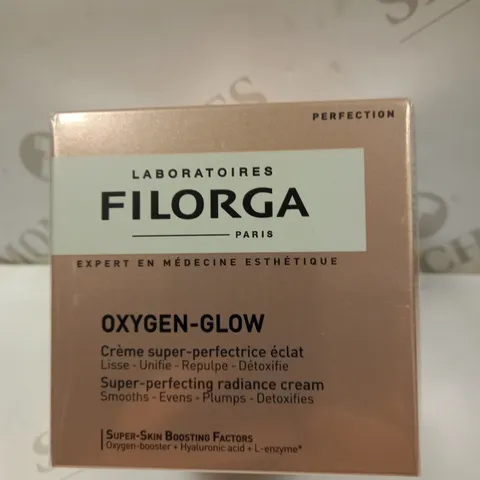 PERFECTION
LABORATOIRES
FILORGA
PARIS
EXPERT EN MÉDECINE ESTHÉTIQUE
OXYGEN-GLOW
Crème super-perfectrice éclat
Lisse - Unifie - Repulpe - Détoxifie
Super-perfecting radiance cream
Smooths - Evens - Plumps - Detoxifies
SUPER-SKIN BOOSTING FACTORS
Oxygen-booster + Hyaluronic acid + L-enzyme*